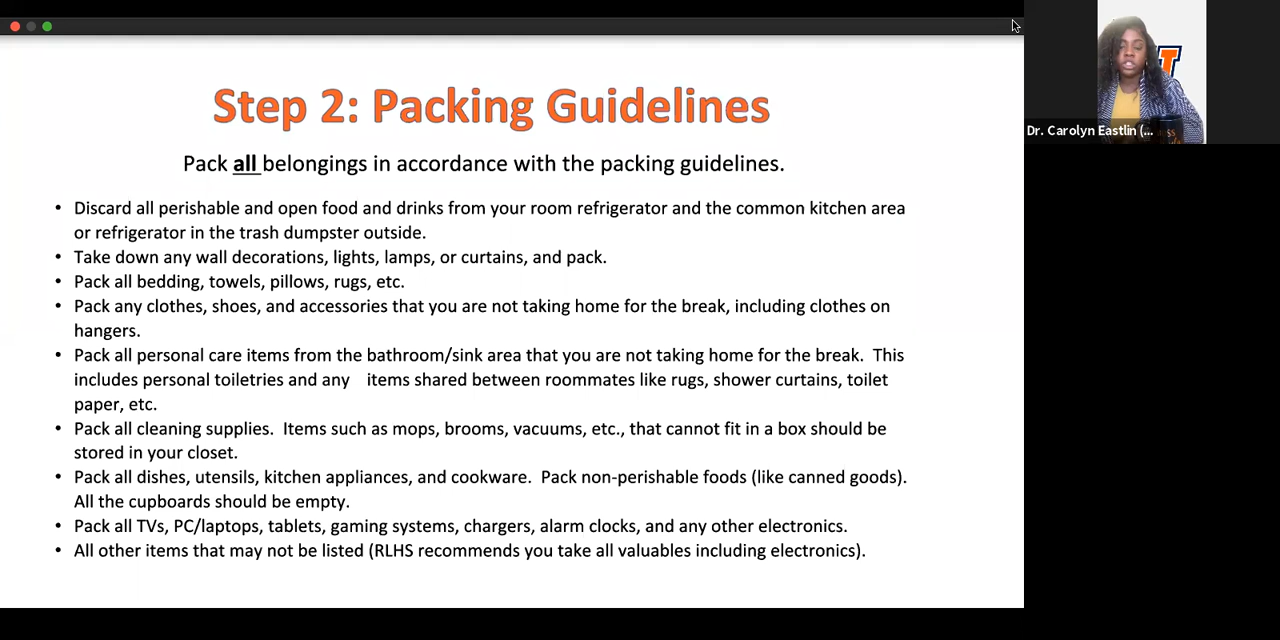 Step 2: Packing Guidelines
Pack all belongings in accordance with the packing guidelines.
• Discard all perishable and open food and drinks from your room refrigerator and the common kitchen area
or refrigerator in the trash dumpster outside.
• Take down any wall decorations, lights, lamps, or curtains, and pack.
• Pack all bedding, towels, pillows, rugs, etc.
• Pack any clothes, shoes, and accessories that you are not taking home for the break, including clothes on
hangers.
• Pack all personal care items from the bathroom/sink area that you are not taking home for the break.  This
includes personal toiletries and any    items shared between roommates like rugs, shower curtains, toilet
paper, etc.
• Pack all cleaning supplies.  Items such as mops, brooms, vacuums, etc., that cannot fit in a box should be
stored in your closet.
• Pack all dishes, utensils, kitchen appliances, and cookware.  Pack non-perishable foods (like canned goods).
All the cupboards should be empty.
• Pack all TVs, PC/laptops, tablets, gaming systems, chargers, alarm clocks, and any other electronics.
• All other items that may not be listed (RLHS recommends you take all valuables including electronics).
Dr. Carolyn Eastlin (...